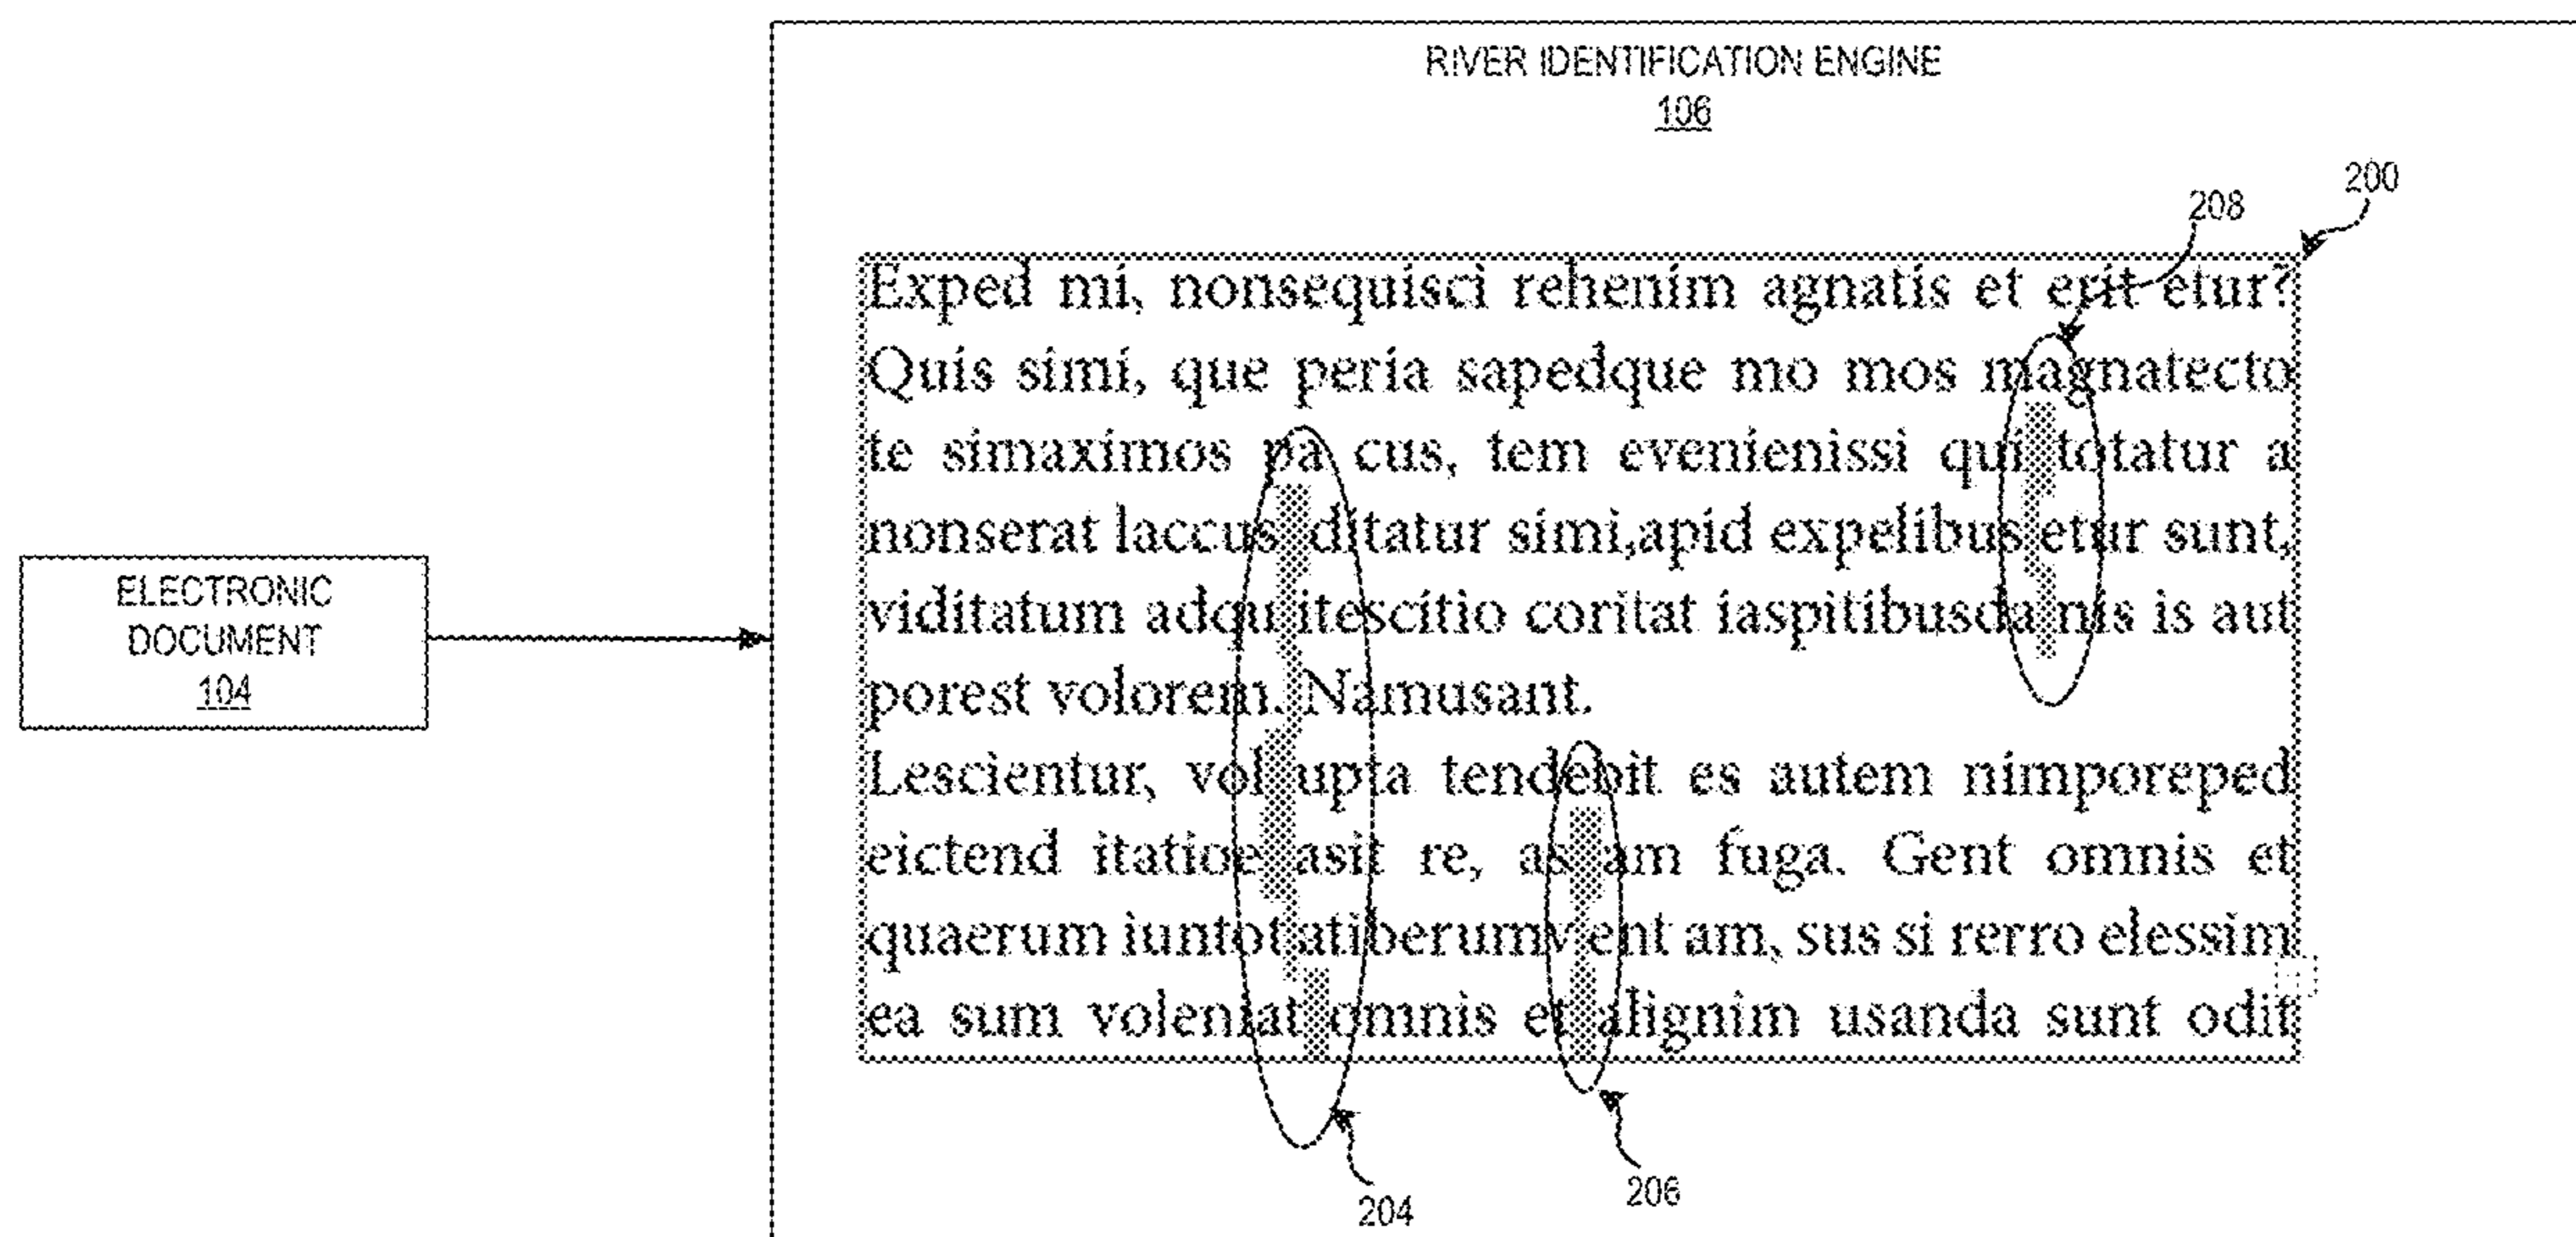 RIVER IDENTIFICATION ENGINE
106
200
208
Exped mi, nonsequisci rehenim agnatis et erit etur?
Quis simi, que peria sapedque mo mos magnatecto
te simaximos pa cus, tem evenienissi qui totatur a
nonserat laccus ditatur simi,apid expelibus etur sunt,
viditatum adqu itescitio coritat iaspitibusda nis is aut
porest volorem. Namusant.
Lescientur, vol upta tendebit es autem nimporeped
eictend itatioe asit re, as am fuga. Gent omnis et
quaerum iuntot atiberumv ent am, sus si rerro elessim
ea sum voleniat omnis et alignim usanda sunt odit
ELECTRONIC
DOCUMENT
104
206
204